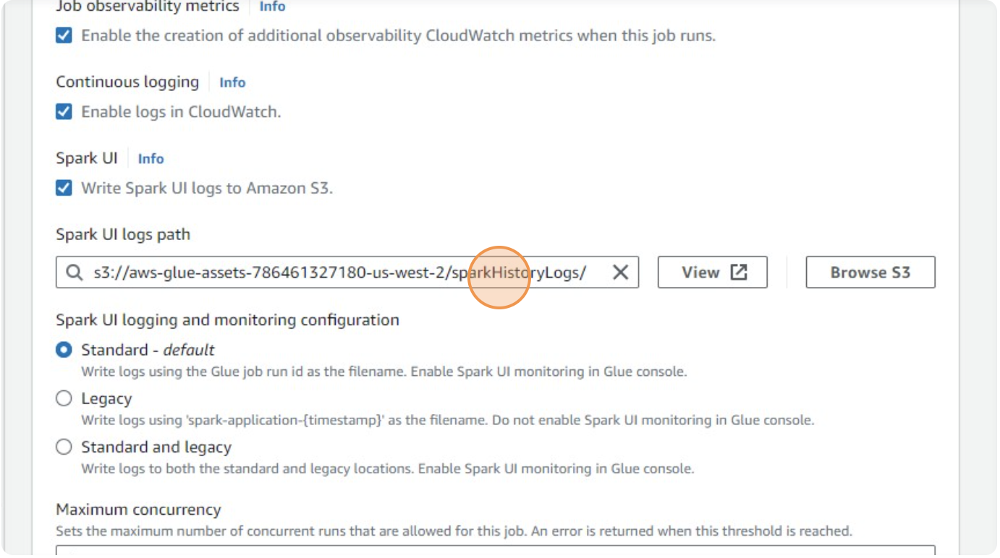 Job observability metrics Info
Enable the creation of additional observability CloudWatch metrics when this job runs.
Continuous logging Info
Enable logs in CloudWatch.
Spark UI Info
Write Spark UI logs to Amazon S3.
Spark UI logs path
s3://aws-glue-assets-786461327180-us-west-2/sparkHistoryLogs/ View Browse S3
Spark UI logging and monitoring configuration
Standard - default
Write logs using the Glue job run id as the filename. Enable Spark UI monitoring in Glue console.
Legacy
Write logs using 'spark-application-{timestamp}' as the filename. Do not enable Spark UI monitoring in Glue console.
Standard and legacy
Write logs to both the standard and legacy locations. Enable Spark UI monitoring in Glue console.
Maximum concurrency
Sets the maximum number of concurrent runs that are allowed for this job. An error is returned when this threshold is reached.